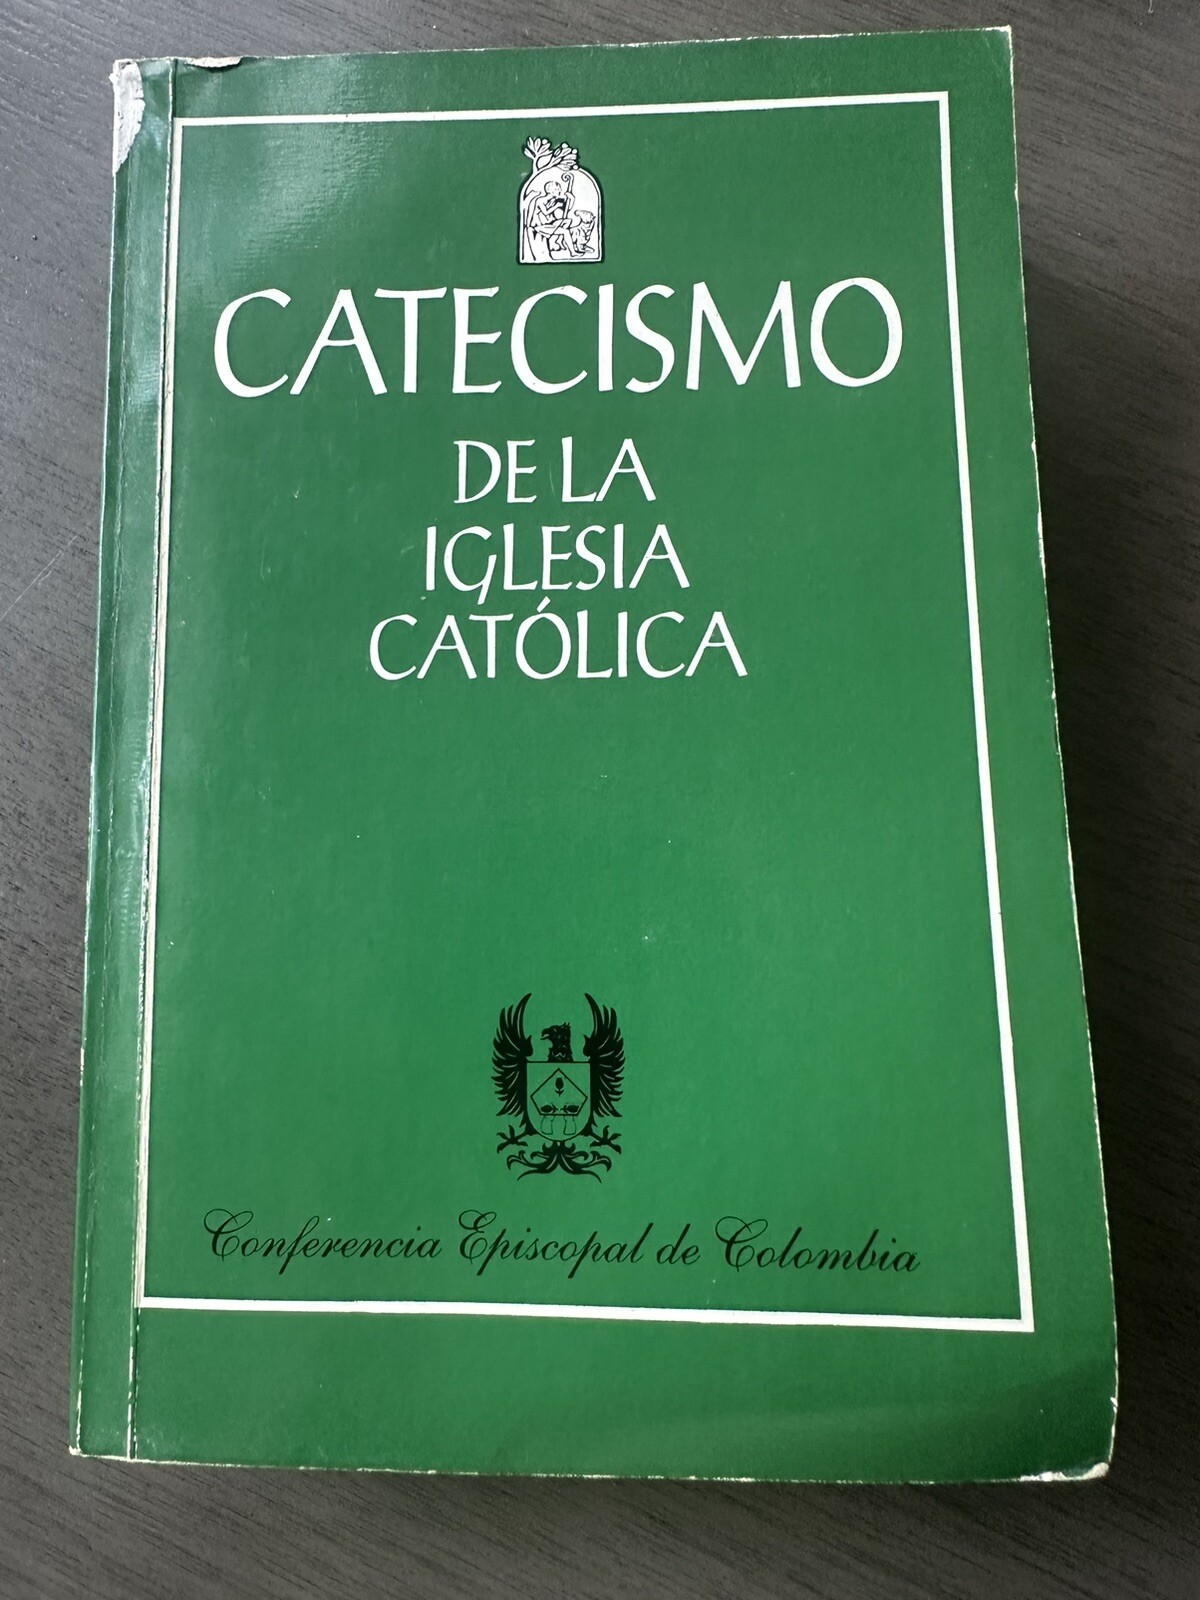 CATECISMO
DE LA
IGLESIA
CATÓLICA
Conferencia Episcopal de Colombia